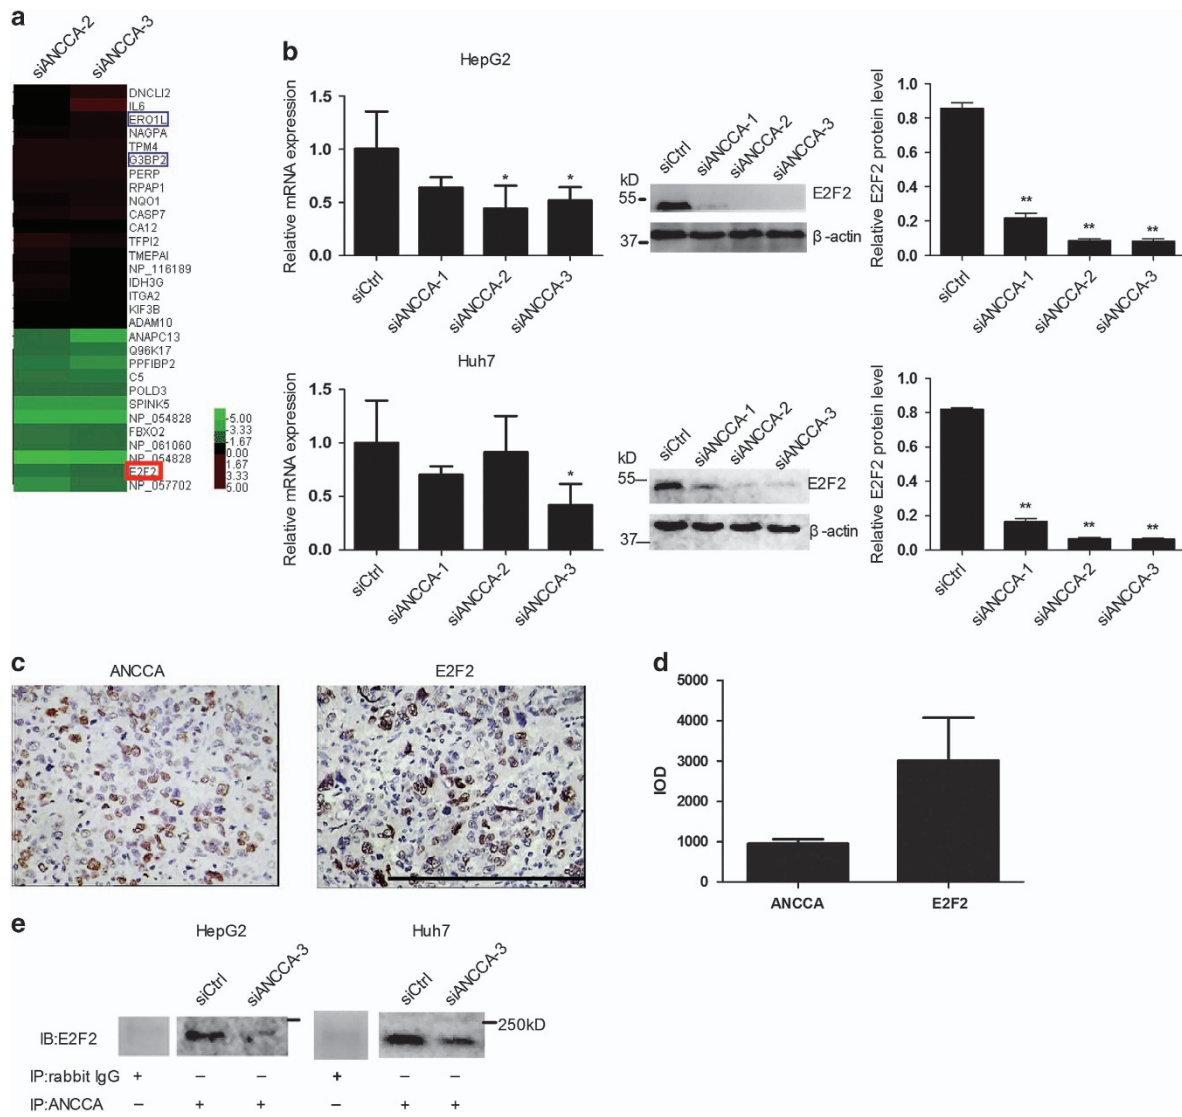 a
siANCCA-2
siANCCA-3
DNCLI2
IL6
ERO1L
NAGPA
TPM4
G3BP2
PERP
RPAP1
NQO1
CASP7
CA12
TFPI2
TMEPAI
NP_116189
IDH3G
ITGA2
KIF3B
ADAM10
ANAPC13
Q96K17
PPFIBP2
C5
POLD3
SPINK5
NP_054828
FBXO2
NP_061060
NP_054828
E2F2
NP_057702
-5.00
-3.33
-1.67
0.00
1.67
3.33
5.00
b
HepG2
Relative mRNA expression
1.5
1.0
0.5
0.0
* *
siCtrl
siANCCA-1
siANCCA-2
siANCCA-3
siCtrl
siANCCA-1
siANCCA-2
siANCCA-3
kD
55
37
E2F2
β-actin
Relative E2F2 protein level
1.0
0.8
0.6
0.4
0.2
0.0
** ** **
siCtrl
siANCCA-1
siANCCA-2
siANCCA-3
Huh7
Relative mRNA expression
1.5
1.0
0.5
0.0
*
siCtrl
siANCCA-1
siANCCA-2
siANCCA-3
siCtrl
siANCCA-1
siANCCA-2
siANCCA-3
kD
55
37
E2F2
β-actin
Relative E2F2 protein level
1.0
0.8
0.6
0.4
0.2
0.0
** ** **
siCtrl
siANCCA-1
siANCCA-2
siANCCA-3
c
ANCCA
E2F2
d
IOD
5000
4000
3000
2000
1000
0
ANCCA
E2F2
e
HepG2
Huh7
siCtrl
siANCCA-3
siCtrl
siANCCA-3
250kD
IB:E2F2
IP:rabbit IgG + – – + – –
IP:ANCCA – + + – + +